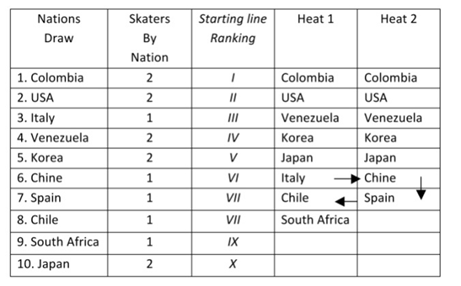 Nations Draw | Skaters By Nation | Starting line Ranking | Heat 1 | Heat 2
1. Colombia | 2 | I | Colombia | Colombia
2. USA | 2 | II | USA | USA
3. Italy | 1 | III | Venezuela | Venezuela
4. Venezuela | 2 | IV | Korea | Korea
5. Korea | 2 | V | Japan | Japan
6. Chine | 1 | VI | Italy | Chine
7. Spain | 1 | VII | Chile | Spain
8. Chile | 1 | VII | South Africa
9. South Africa | 1 | IX
10. Japan | 2 | X